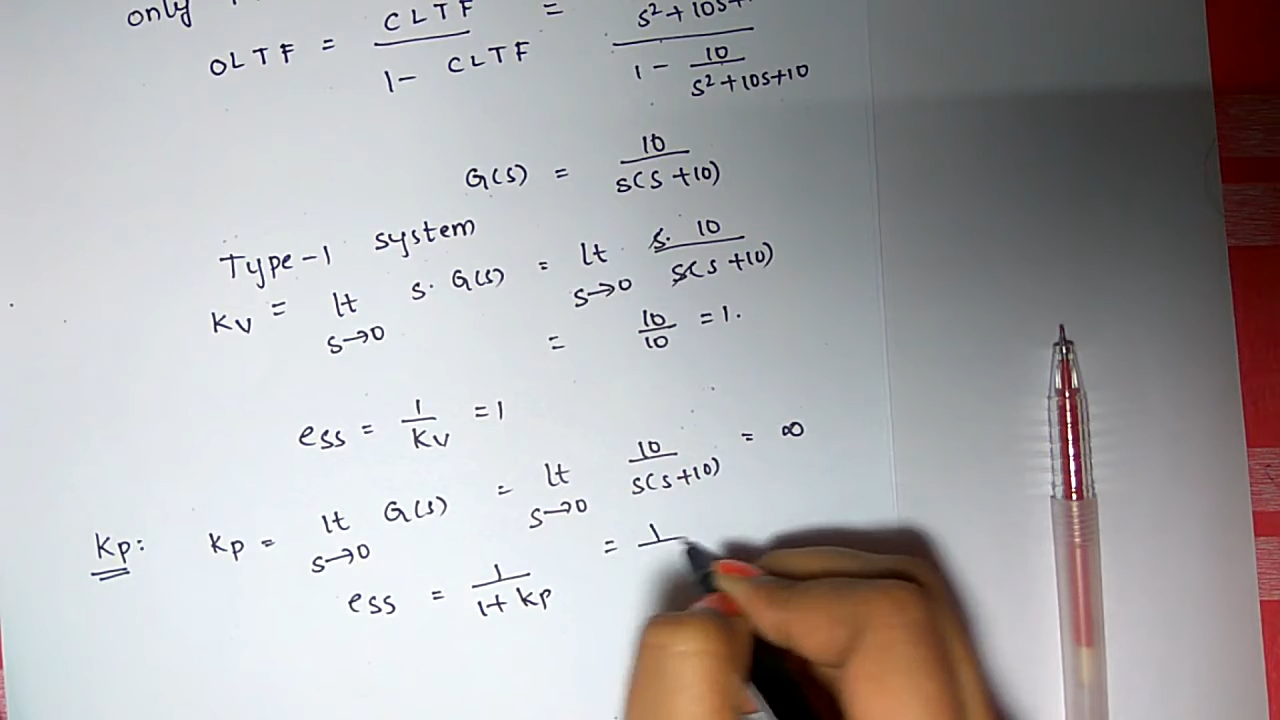 only
OLTF = CLTF / 1 - CLTF = s² + 10s+ / 1 - 10 / s²+10s+10
G(s) = 10 / s(s +10)
Type-1 system
Kv = lt s→0 s. G(s) = lt s→0 s. 10 / s(s +10)
= 10 / 10 = 1.
ess = 1 / Kv = 1
Kp: Kp = lt s→0 G(s) = lt s→0 10 / s(s+10) = ∞
ess = 1 / 1+ Kp = 1